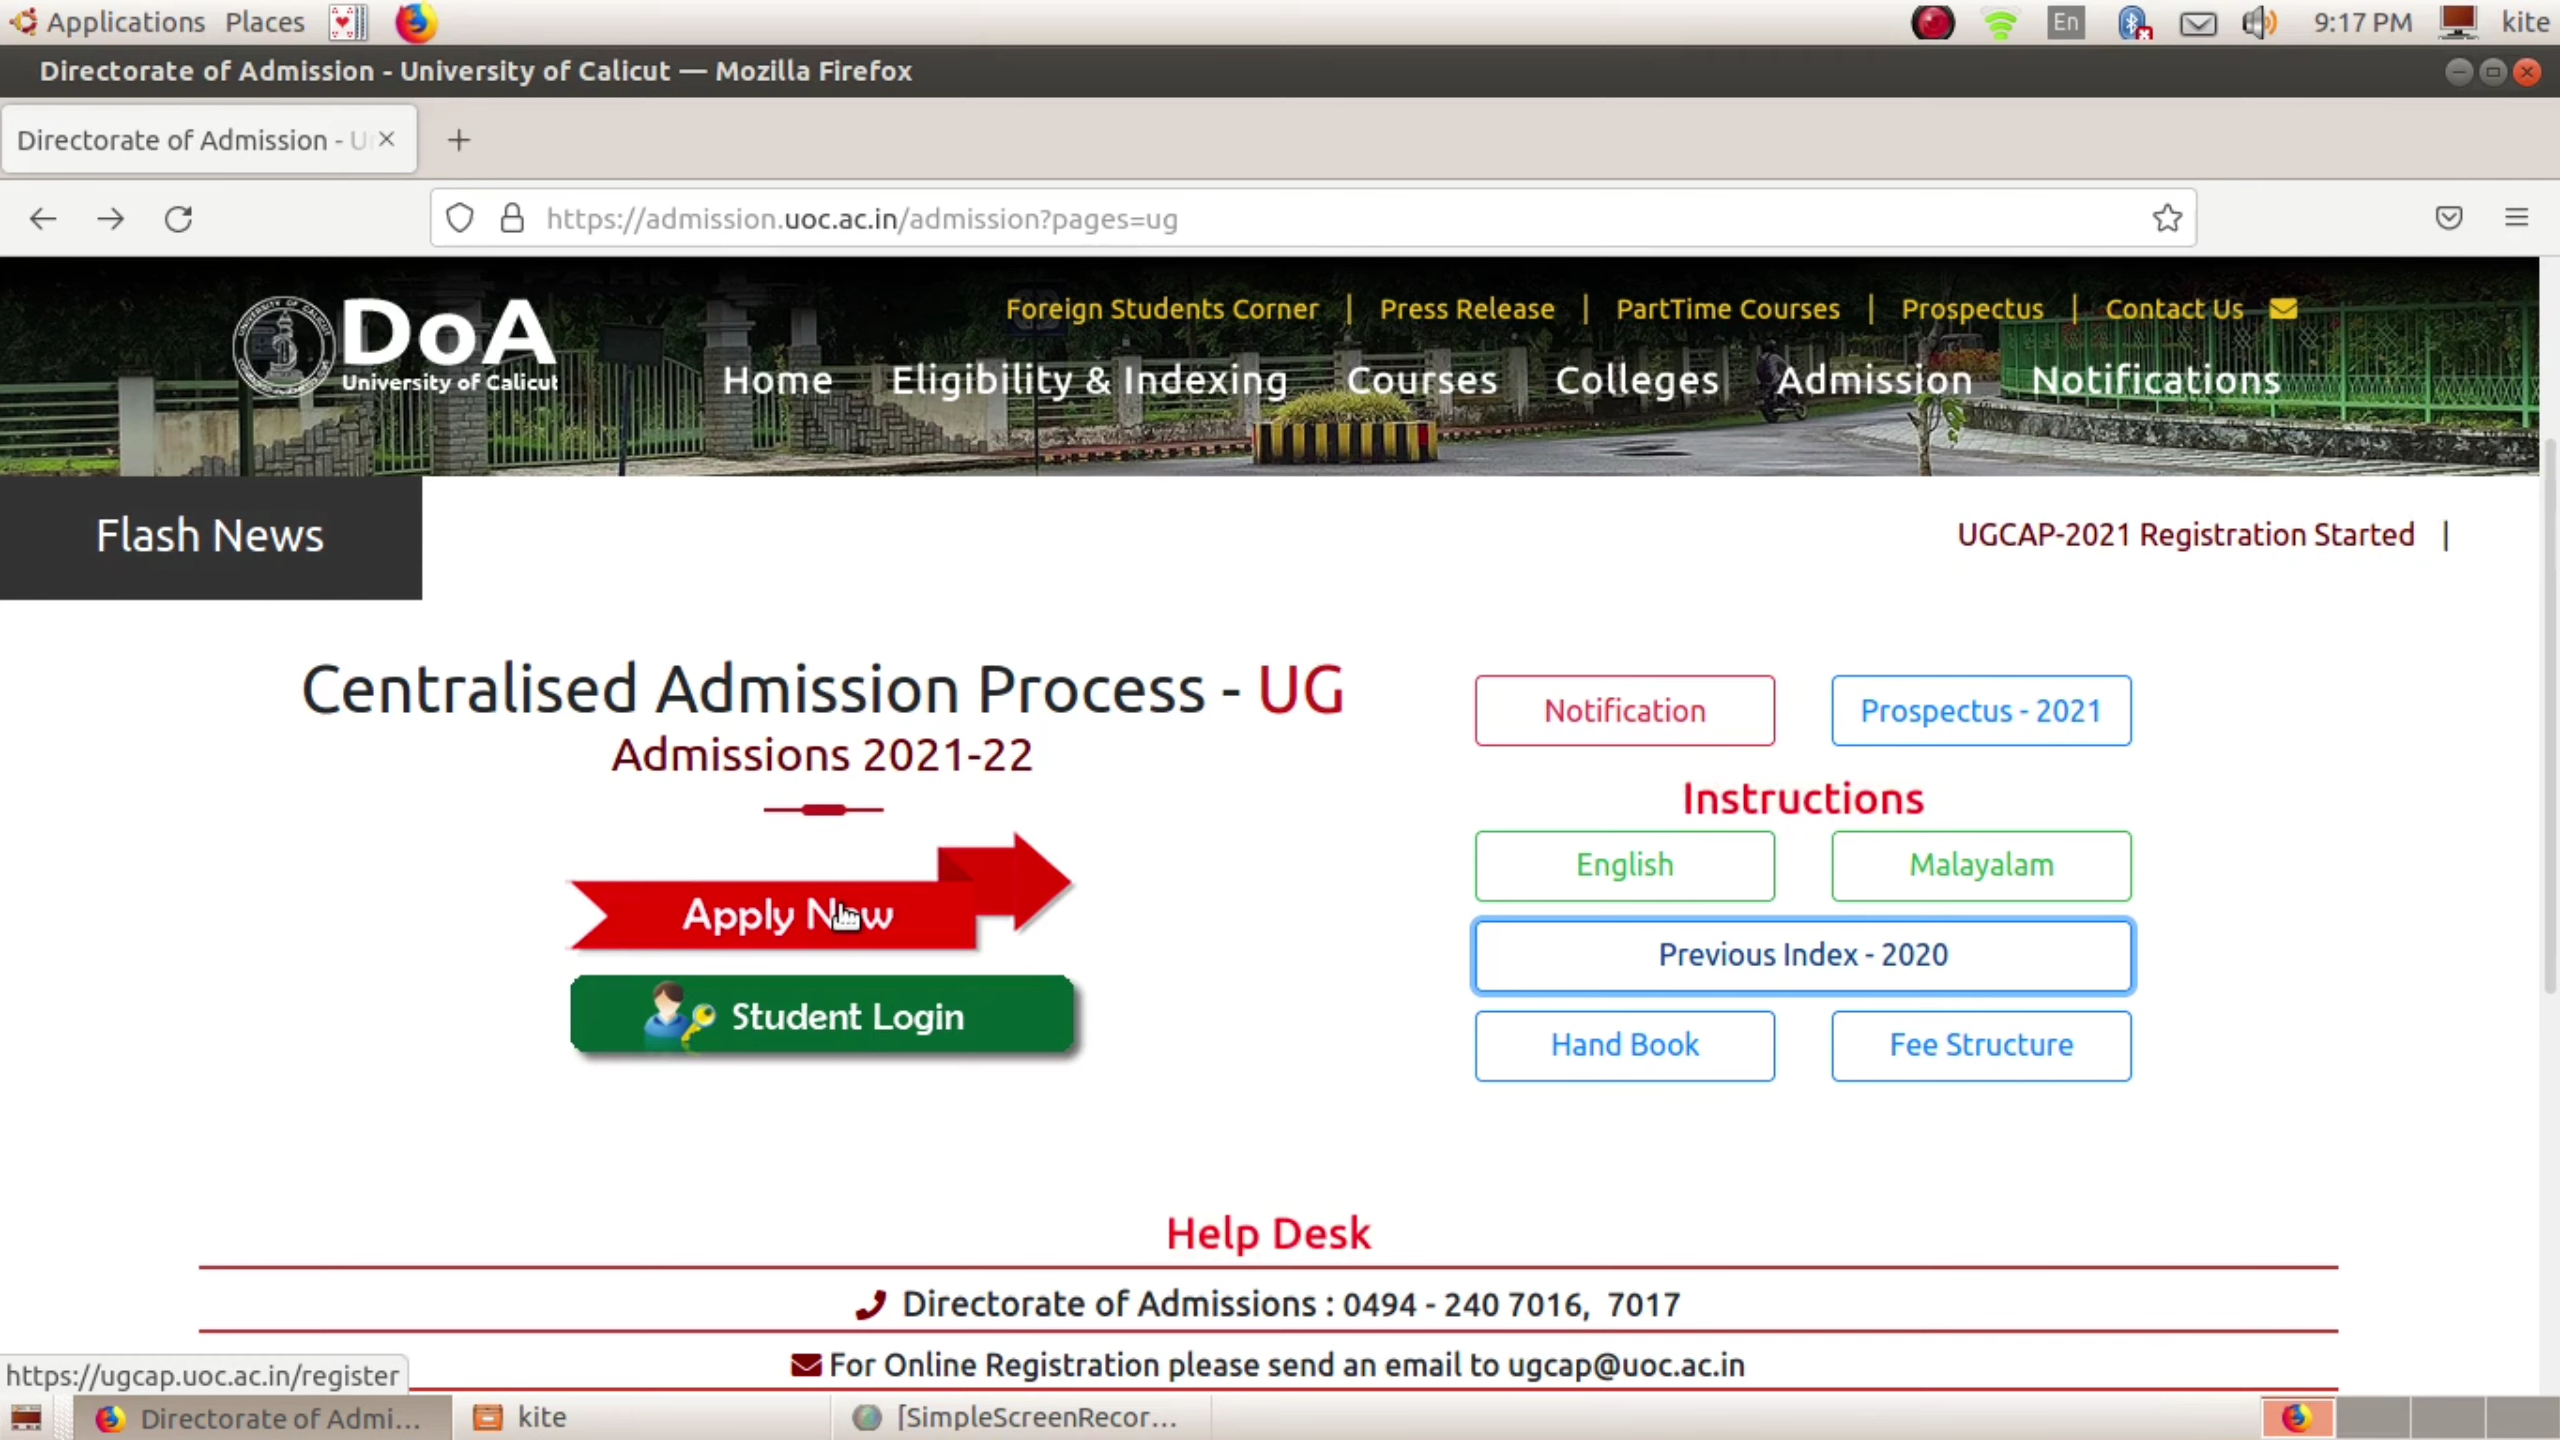 Applications Places En 9:17 PM kite
Directorate of Admission - University of Calicut — Mozilla Firefox
Directorate of Admission - U
https://admission.uoc.ac.in/admission?pages=ug
Foreign Students Corner | Press Release | PartTime Courses | Prospectus | Contact Us
DoA
University of Calicut
Home Eligibility & Indexing Courses Colleges Admission Notifications
Flash News
UGCAP-2021 Registration Started |
Centralised Admission Process - UG
Admissions 2021-22
Apply Now
Student Login
Notification Prospectus - 2021
Instructions
English Malayalam
Previous Index - 2020
Hand Book Fee Structure
Help Desk
Directorate of Admissions : 0494 - 240 7016, 7017
For Online Registration please send an email to ugcap@uoc.ac.in
https://ugcap.uoc.ac.in/register
Directorate of Admi... kite [SimpleScreenRecor...